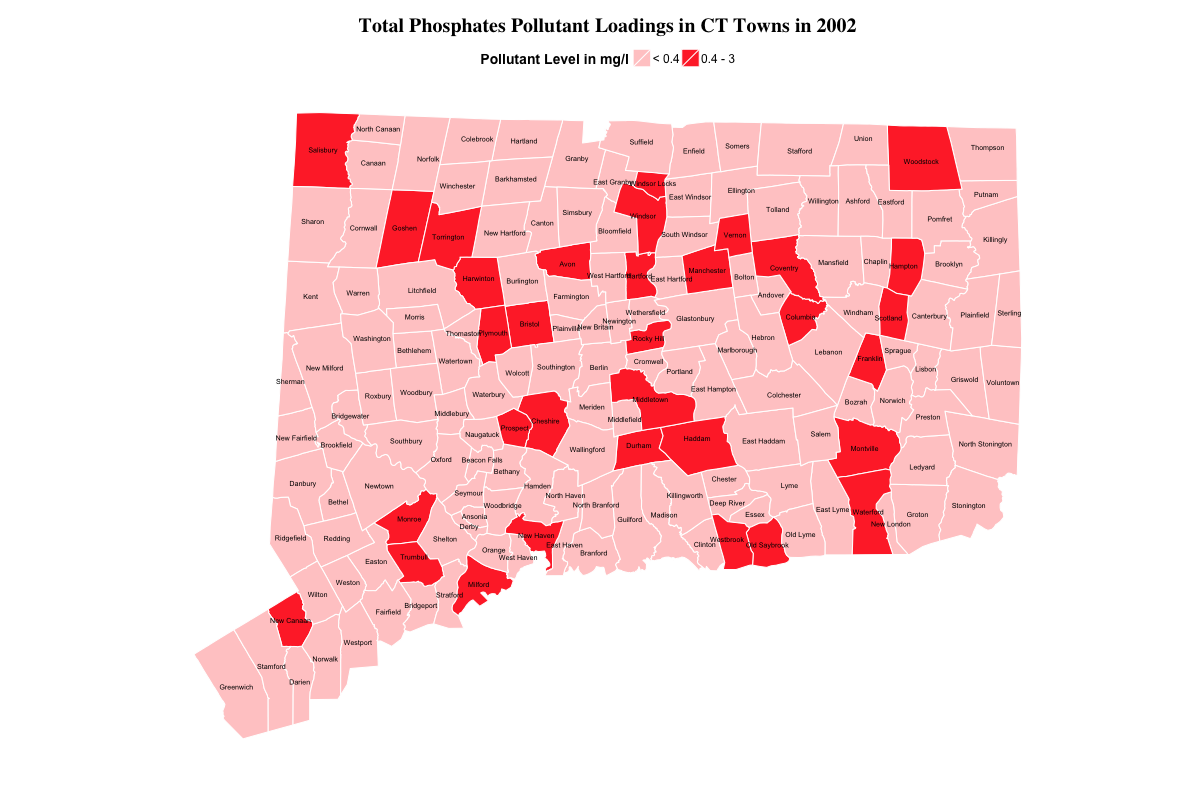 Total Phosphates Pollutant Loadings in CT Towns in 2002
Pollutant Level in mg/l < 0.4 0.4 - 3
North Canaan
Colebrook
Hartland
Suffield
Enfield
Somers
Stafford
Union
Woodstock
Thompson
Salisbury
Canaan
Norfolk
Granby
Winchester
Barkhamsted
East Granby
Windsor Locks
East Windsor
Ellington
Tolland
Willington
Ashford
Eastford
Putnam
Sharon
Cornwall
Goshen
Torrington
New Hartford
Canton
Simsbury
Bloomfield
Windsor
South Windsor
Vernon
Pomfret
Killingly
Avon
West Hartford
Hartford
East Hartford
Manchester
Bolton
Coventry
Mansfield
Chaplin
Hampton
Brooklyn
Kent
Warren
Litchfield
Harwinton
Burlington
Farmington
Andover
Columbia
Windham
Scotland
Canterbury
Plainfield
Sterling
Morris
Thomaston
Plymouth
Bristol
Plainville
New Britain
Newington
Wethersfield
Glastonbury
Washington
Bethlehem
Watertown
Rocky Hill
Hebron
Marlborough
Lebanon
Franklin
Sprague
New Milford
Sherman
Wolcott
Southington
Berlin
Cromwell
Portland
Lisbon
Griswold
Voluntown
Roxbury
Woodbury
Waterbury
Cheshire
Meriden
Middletown
East Hampton
Colchester
Bozrah
Norwich
Bridgewater
Middlebury
Prospect
Middlefield
Preston
New Fairfield
Brookfield
Southbury
Naugatuck
Wallingford
Durham
Haddam
East Haddam
Salem
Montville
North Stonington
Oxford
Beacon Falls
Bethany
Ledyard
Danbury
Bethel
Newtown
Seymour
Woodbridge
Hamden
North Haven
North Branford
Killingworth
Chester
Deep River
Lyme
Essex
East Lyme
Waterford
New London
Groton
Stonington
Ridgefield
Redding
Monroe
Ansonia
Derby
Shelton
Orange
New Haven
West Haven
East Haven
Branford
Guilford
Madison
Clinton
Westbrook
Old Saybrook
Old Lyme
Easton
Trumbull
Weston
Wilton
Milford
Stratford
Bridgeport
Fairfield
New Canaan
Westport
Norwalk
Stamford
Darien
Greenwich